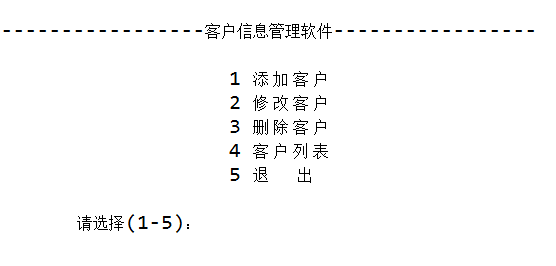 -----------------客户信息管理软件-----------------
1 添加客户
2 修改客户
3 删除客户
4 客户列表
5 退 出
请选择(1-5):